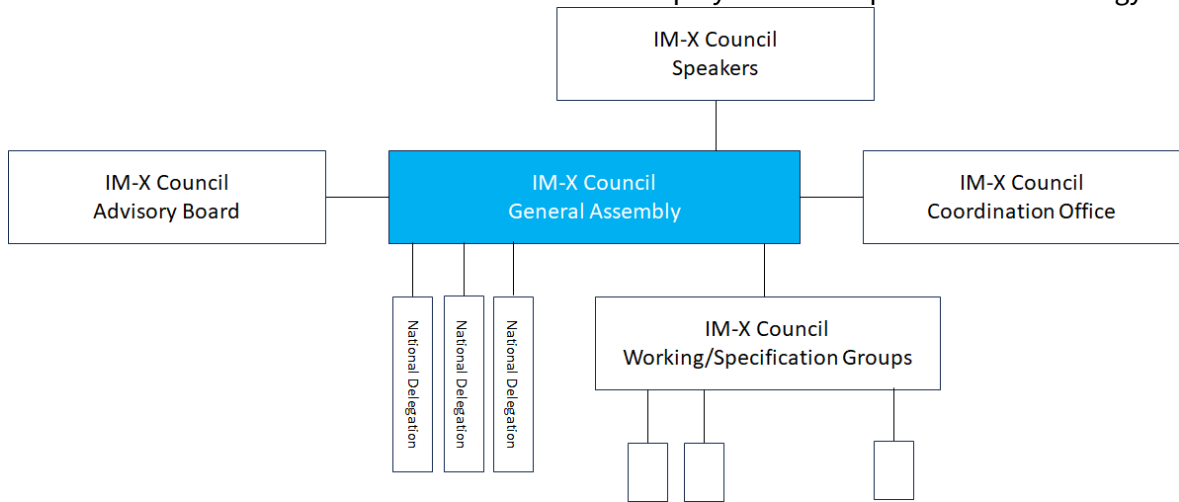 IM-X Council
Speakers
IM-X Council
Advisory Board
IM-X Council
General Assembly
IM-X Council
Coordination Office
National Delegation
National Delegation
National Delegation
IM-X Council
Working/Specification Groups